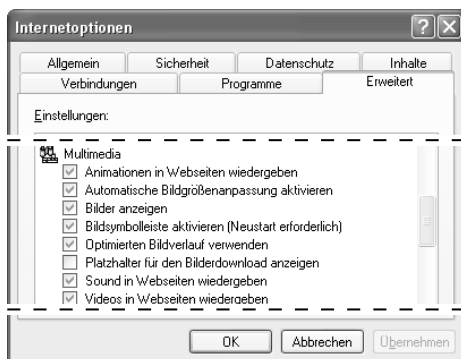 Internetoptionen
Allgemein Sicherheit Datenschutz Inhalte
Verbindungen Programme Erweitert
Einstellungen:
Multimedia
Animationen in Webseiten wiedergeben
Automatische Bildgrößenanpassung aktivieren
Bilder anzeigen
Bildsymbolleiste aktivieren (Neustart erforderlich)
Optimierten Bildverlauf verwenden
Platzhalter für den Bilderdownload anzeigen
Sound in Webseiten wiedergeben
Videos in Webseiten wiedergeben
OK Abbrechen Übernehmen